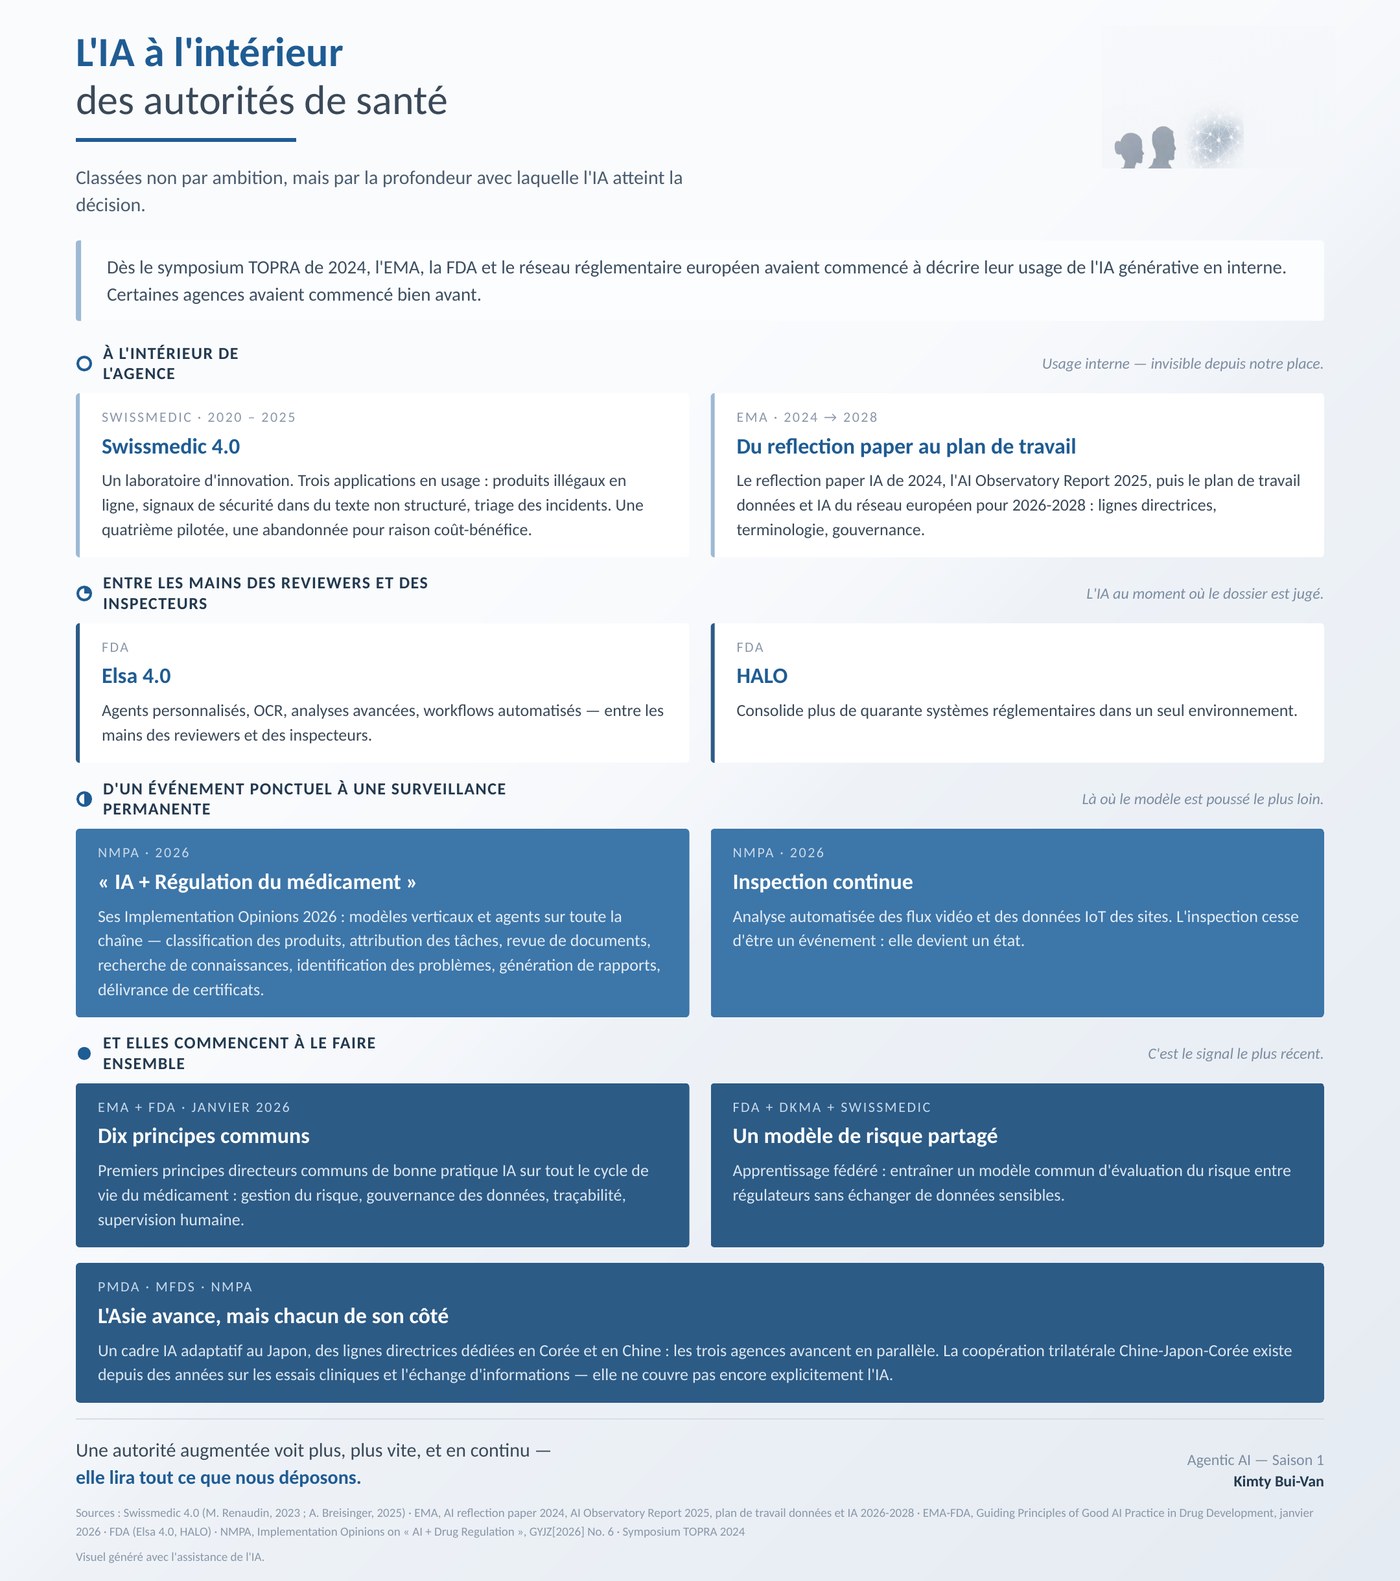 L'IA à l'intérieur
des autorités de santé
Classées non par ambition, mais par la profondeur avec laquelle l'IA atteint la
décision.
Dès le symposium TOPRA de 2024, l'EMA, la FDA et le réseau réglementaire européen avaient commencé à décrire leur usage de l'IA générative en interne.
Certaines agences avaient commencé bien avant.
À L'INTÉRIEUR DE
L'AGENCE
Usage interne — invisible depuis notre place.
SWISSMEDIC · 2020 – 2025
Swissmedic 4.0
Un laboratoire d'innovation. Trois applications en usage : produits illégaux en
ligne, signaux de sécurité dans du texte non structuré, triage des incidents. Une
quatrième pilotée, une abandonnée pour raison coût-bénéfice.
EMA · 2024 → 2028
Du reflection paper au plan de travail
Le reflection paper IA de 2024, l'AI Observatory Report 2025, puis le plan de travail
données et IA du réseau européen pour 2026-2028 : lignes directrices,
terminologie, gouvernance.
ENTRE LES MAINS DES REVIEWERS ET DES
INSPECTEURS
L'IA au moment où le dossier est jugé.
FDA
Elsa 4.0
Agents personnalisés, OCR, analyses avancées, workflows automatisés — entre les
mains des reviewers et des inspecteurs.
FDA
HALO
Consolide plus de quarante systèmes réglementaires dans un seul environnement.
D'UN ÉVÉNEMENT PONCTUEL À UNE SURVEILLANCE
PERMANENTE
Là où le modèle est poussé le plus loin.
NMPA · 2026
« IA + Régulation du médicament »
Ses Implementation Opinions 2026 : modèles verticaux et agents sur toute la
chaîne — classification des produits, attribution des tâches, revue de documents,
recherche de connaissances, identification des problèmes, génération de rapports,
délivrance de certificats.
NMPA · 2026
Inspection continue
Analyse automatisée des flux vidéo et des données IoT des sites. L'inspection cesse
d'être un événement : elle devient un état.
ET ELLES COMMENCENT À LE FAIRE
ENSEMBLE
C'est le signal le plus récent.
EMA + FDA · JANVIER 2026
Dix principes communs
Premiers principes directeurs communs de bonne pratique IA sur tout le cycle de
vie du médicament : gestion du risque, gouvernance des données, traçabilité,
supervision humaine.
FDA + DKMA + SWISSMEDIC
Un modèle de risque partagé
Apprentissage fédéré : entraîner un modèle commun d'évaluation du risque entre
régulateurs sans échanger de données sensibles.
PMDA · MFDS · NMPA
L'Asie avance, mais chacun de son côté
Un cadre IA adaptatif au Japon, des lignes directrices dédiées en Corée et en Chine : les trois agences avancent en parallèle. La coopération trilatérale Chine-Japon-Corée existe
depuis des années sur les essais cliniques et l'échange d'informations — elle ne couvre pas encore explicitement l'IA.
Une autorité augmentée voit plus, plus vite, et en continu —
elle lira tout ce que nous déposons.
Agentic AI — Saison 1
Kimty Bui-Van
Sources : Swissmedic 4.0 (M. Renaudin, 2023 ; A. Breisinger, 2025) · EMA, AI reflection paper 2024, AI Observatory Report 2025, plan de travail données et IA 2026-2028 · EMA-FDA, Guiding Principles of Good AI Practice in Drug Development, janvier
2026 · FDA (Elsa 4.0, HALO) · NMPA, Implementation Opinions on « AI + Drug Regulation », GYJZ[2026] No. 6 · Symposium TOPRA 2024
Visuel généré avec l'assistance de l'IA.